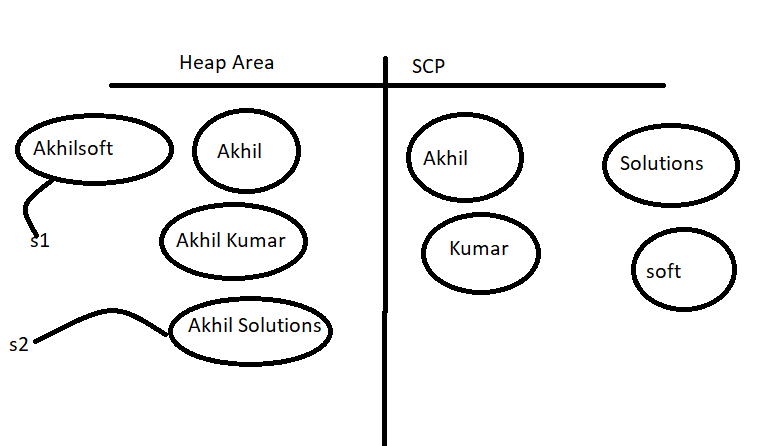 Heap Area
SCP
Akhilsoft
Akhil
Akhil
Solutions
s1
Akhil Kumar
Kumar
soft
s2
Akhil Solutions